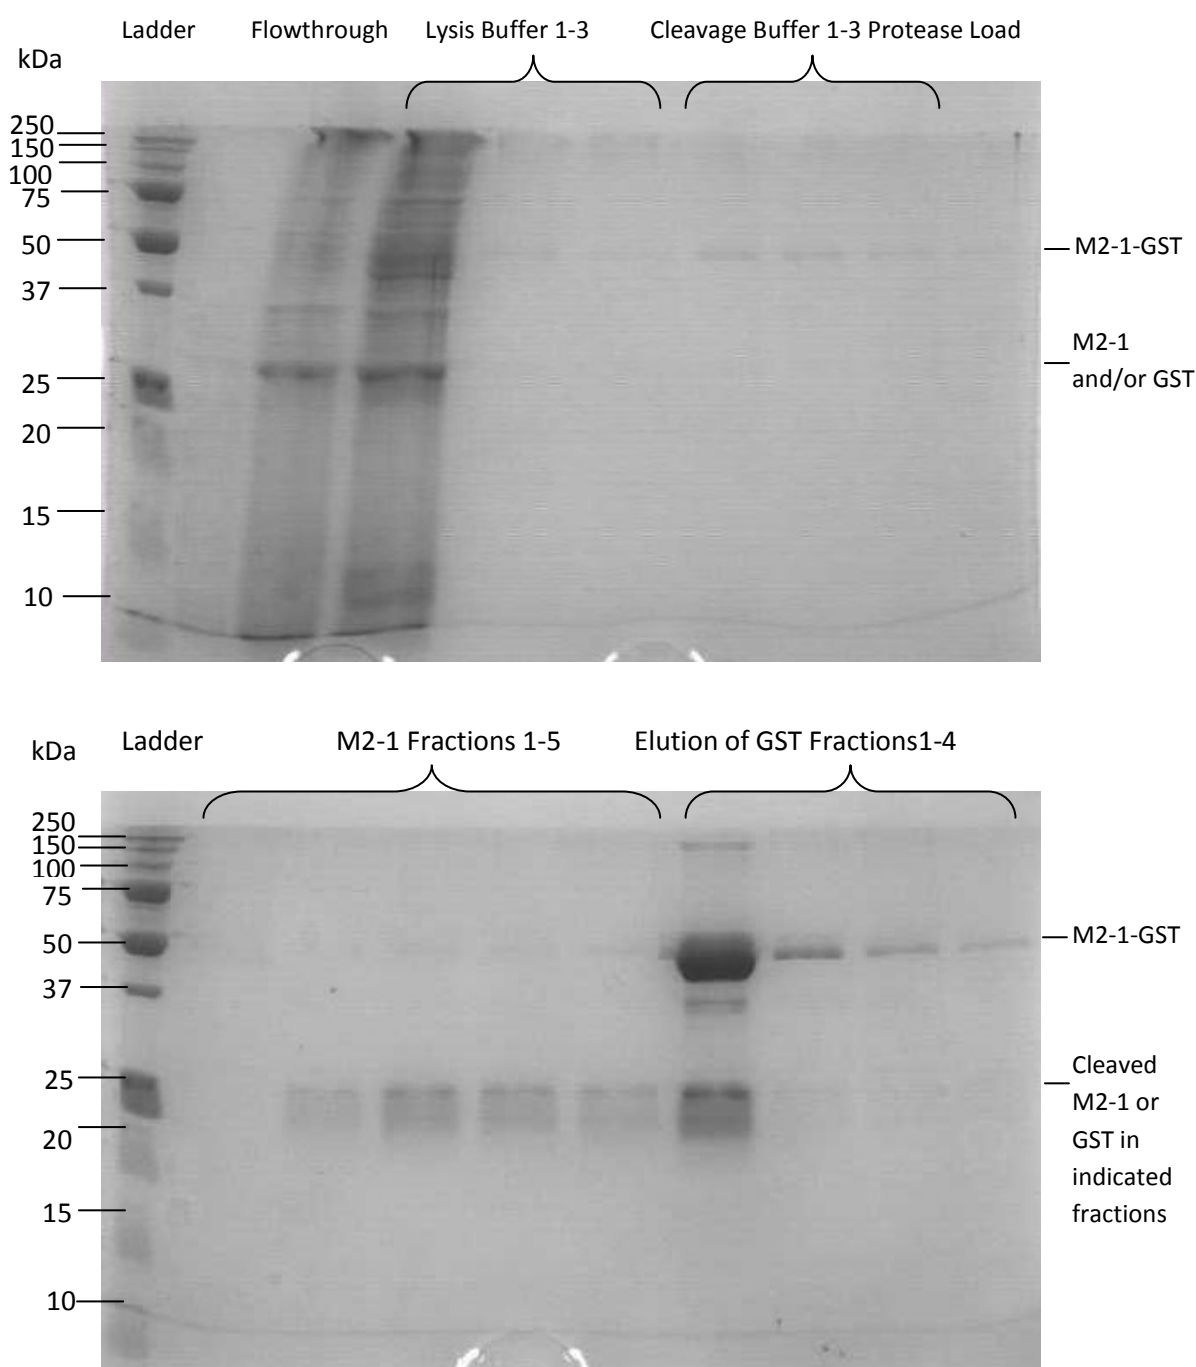 Ladder Flowthrough Lysis Buffer 1-3 Cleavage Buffer 1-3 Protease Load
kDa
250
150
100
75
50
37
25
20
15
10
M2-1-GST
M2-1
and/or GST
kDa Ladder M2-1 Fractions 1-5 Elution of GST Fractions1-4
250
150
100
75
50
37
25
20
15
10
M2-1-GST
Cleaved
M2-1 or
GST in
indicated
fractions